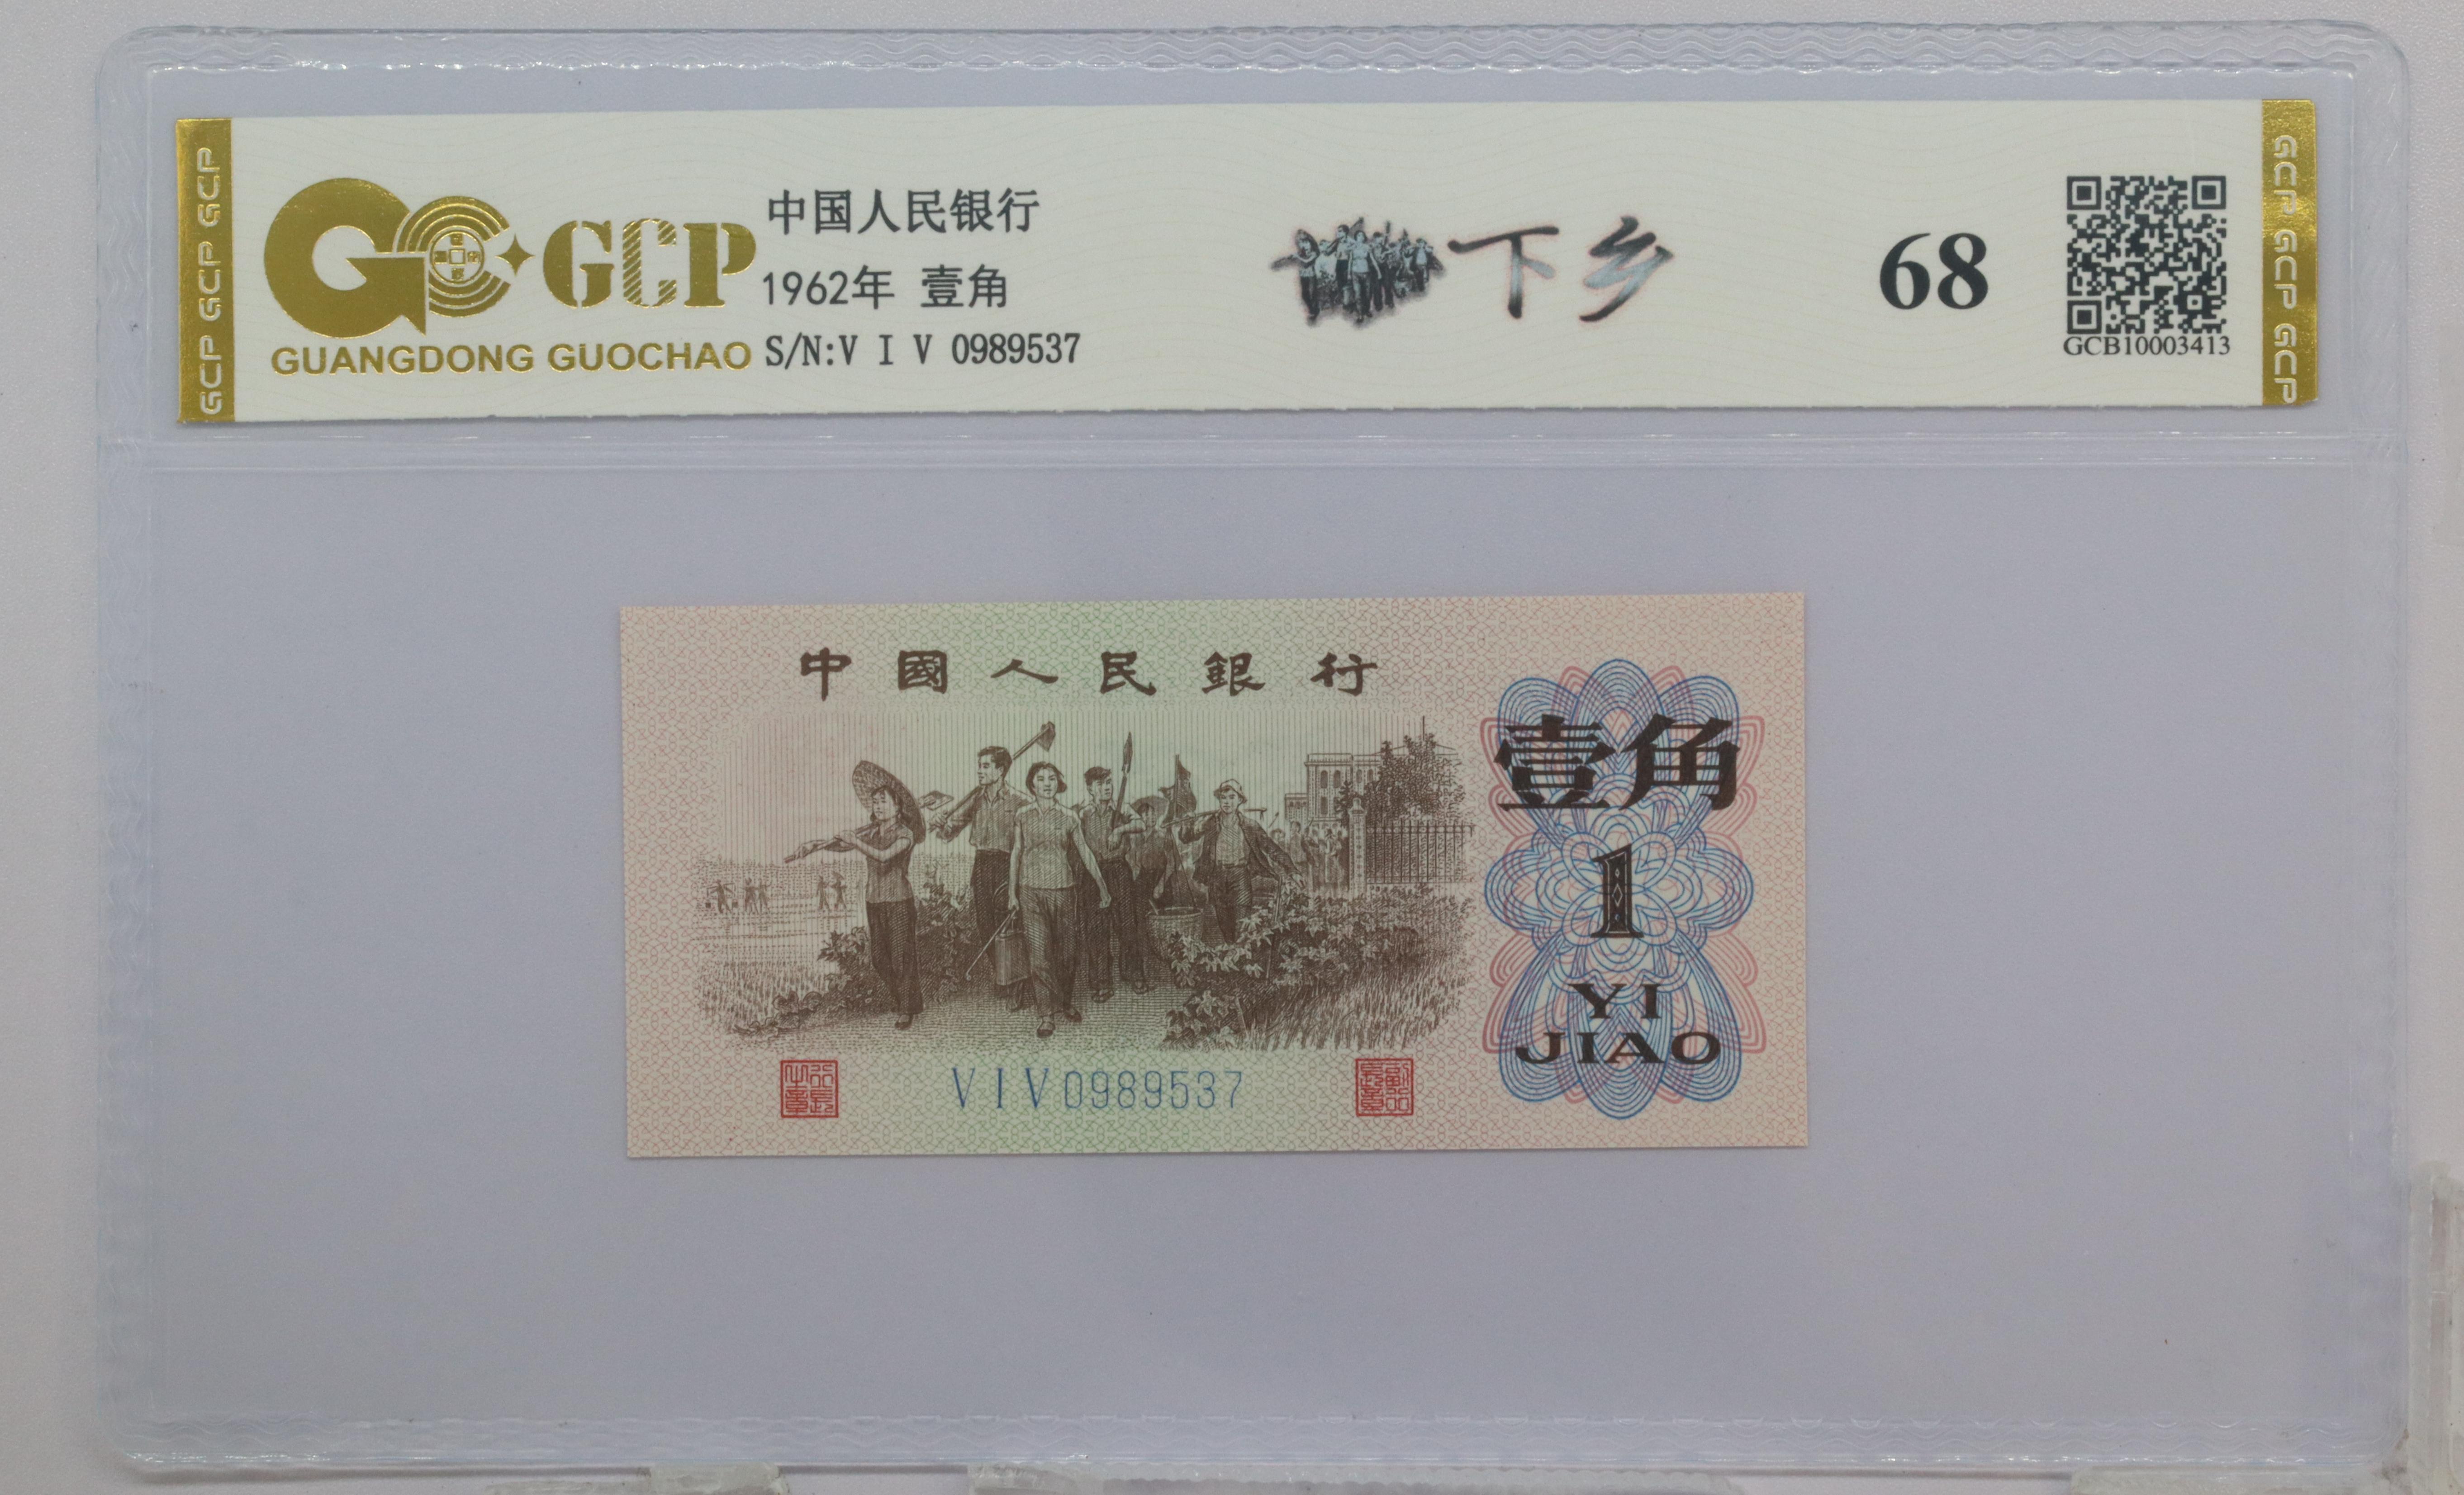 GCP GCP GCP
GCP
GUANGDONG GUOCHAO
中国人民银行
1962年 壹角
S/N:V I V 0989537
下乡
68
GCB10003413
GCP GCP GCP
中國人民銀行
壹角
1
YI
JIAO
V I V 0989537